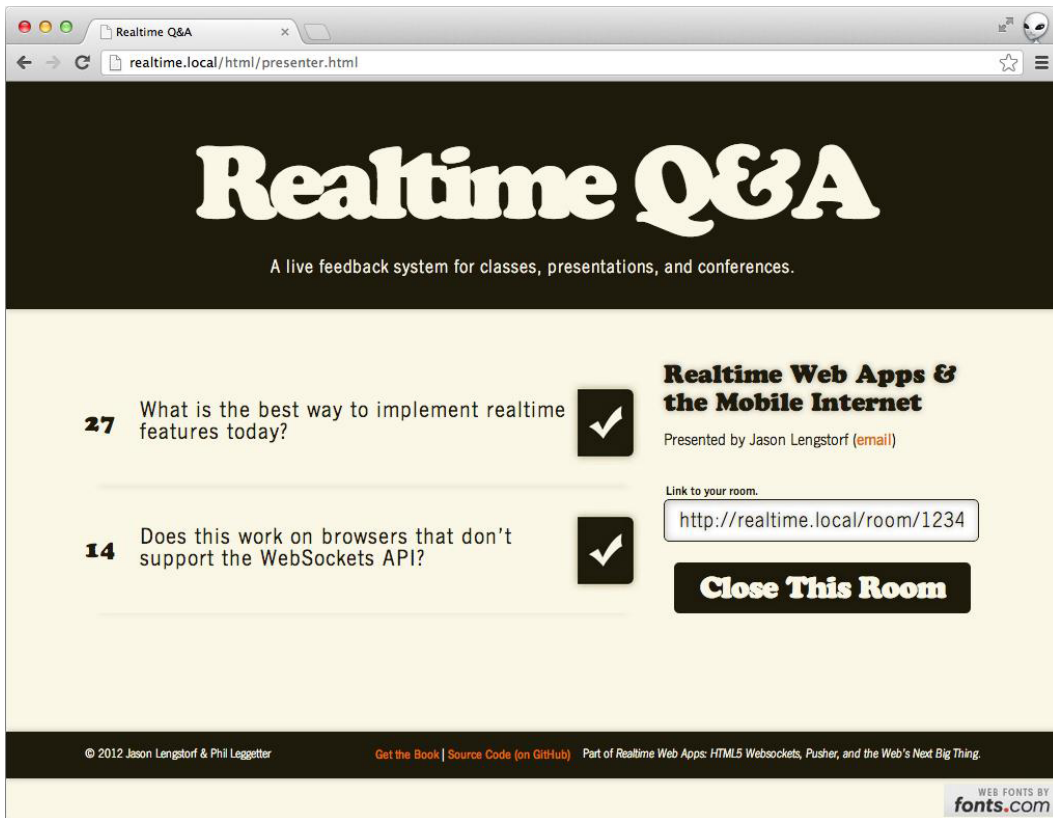 Realtime Q&A
realtime.local/html/presenter.html
Realtime Q&A
A live feedback system for classes, presentations, and conferences.
27
What is the best way to implement realtime
features today?
14
Does this work on browsers that don't
support the WebSockets API?
Realtime Web Apps &
the Mobile Internet
Presented by Jason Lengstorf (email)
Link to your room.
http://realtime.local/room/1234
Close This Room
© 2012 Jason Lengstorf & Phil Leggetter
Get the Book | Source Code (on GitHub)
Part of Realtime Web Apps: HTML5 Websockets, Pusher, and the Web's Next Big Thing.
WEB FONTS BY
fonts.com